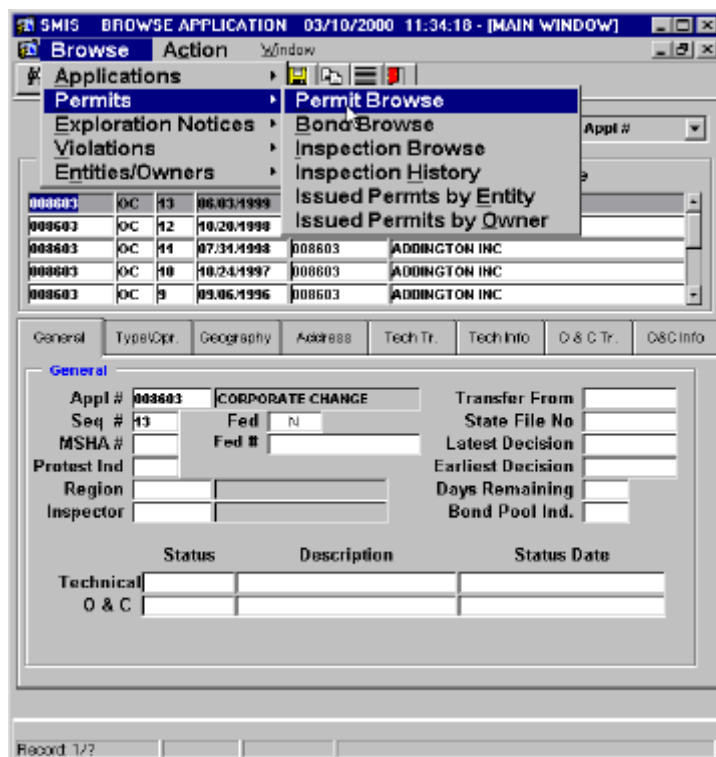 SMIS BROWSE APPLICATION 03/10/2000 11:34:18 - [MAIN WINDOW]
Browse Action Window
Applications
Permits
Exploration Notices
Violations
Entities/Owners
Permit Browse
Bond Browse
Inspection Browse
Inspection History
Issued Permts by Entity
Issued Permits by Owner
Appl #
008603 OC 13 06/03/1999
008603 OC 12 10/20/1998
008603 OC 11 07/31/1998 008603 ADDINGTON INC
008603 OC 10 10/24/1997 008603 ADDINGTON INC
008603 OC 9 09/06/1996 008603 ADDINGTON INC
General Type\Opr. Geography Address Tech Tr. Tech Info O & C Tr. O&C Info
General
Appl # 008603 CORPORATE CHANGE Transfer From
Seq # 13 Fed N State File No
MSHA # Fed # Latest Decision
Protest Ind Earliest Decision
Region Days Remaining
Inspector Bond Pool Ind.
Status Description Status Date
Technical
O & C
Record: 1/?